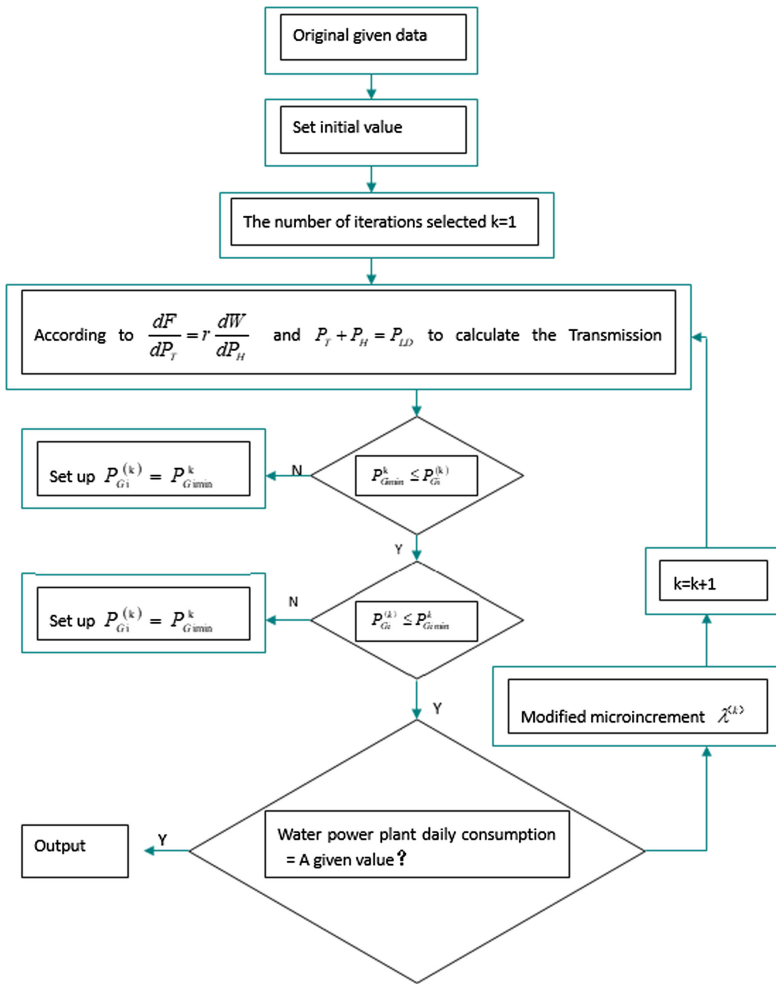 Original given data
Set initial value
The number of iterations selected k=1
According to dF/dP_T = r dW/dP_H and P_T + P_H = P_LD to calculate the Transmission
Set up P_Gi^(k) = P_Gimin^k
N
P_Gimin^k ≤ P_Gi^(k)
Y
Set up P_Gi^(k) = P_Gimin^k
N
P_Gi^(k) ≤ P_Gimin^k
k=k+1
Y
Modified microincrement λ^(k)
Output
Y
Water power plant daily consumption
= A given value?